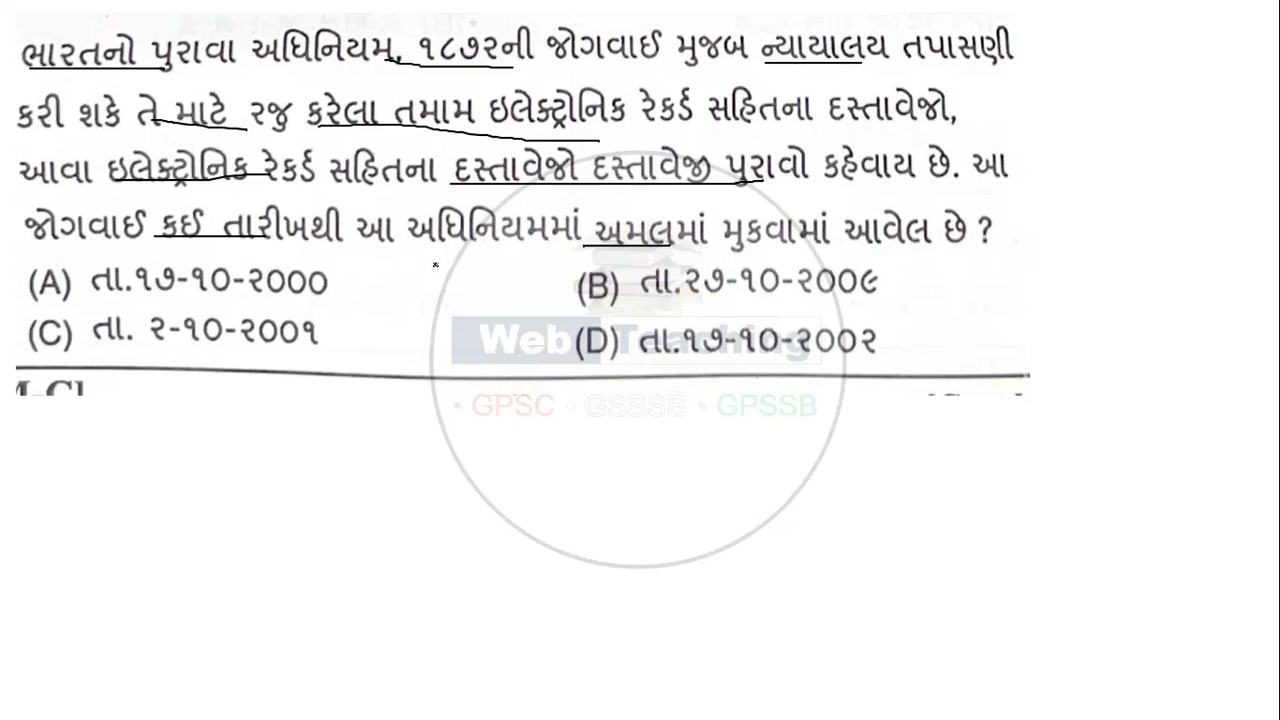 ભારતનો પુરાવા અધિનિયમ, ૧૮૭૨ની જોગવાઈ મુજબ ન્યાયાલય તપાસણી
કરી શકે તે માટે રજુ કરેલા તમામ ઇલેક્ટ્રોનિક રેકર્ડ સહિતના દસ્તાવેજો,
આવા ઇલેક્ટ્રોનિક રેકર્ડ સહિતના દસ્તાવેજો દસ્તાવેજી પુરાવો કહેવાય છે. આ
જોગવાઈ કઈ તારીખથી આ અધિનિયમમાં અમલમાં મુકવામાં આવેલ છે ?
(A) તા.૧૭-૧૦-૨૦૦૦ (B) તા.૨૭-૧૦-૨૦૦૯
(C) તા. ૨-૧૦-૨૦૦૧ (D) તા.૧૭-૧૦-૨૦૦૨
Web Teaching
• GPSC • GSSSB • GPSSB